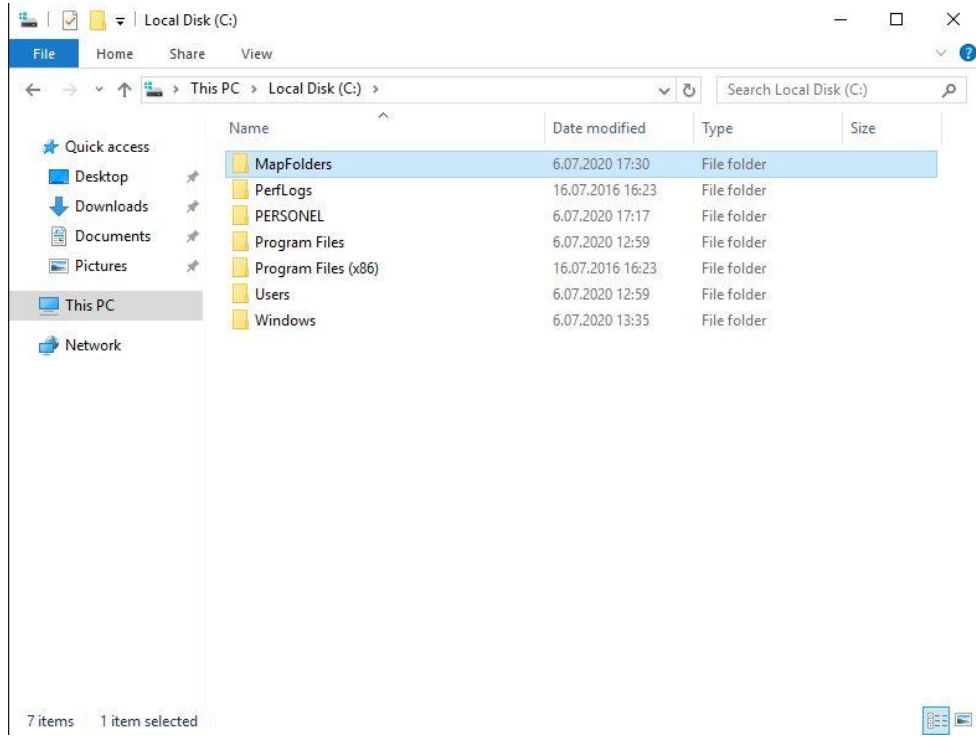 Local Disk (C:)
File Home Share View
This PC > Local Disk (C:) > Search Local Disk (C:)
Name Date modified Type Size
Quick access
Desktop
Downloads
Documents
Pictures
This PC
Network
MapFolders 6.07.2020 17:30 File folder
PerfLogs 16.07.2016 16:23 File folder
PERSONEL 6.07.2020 17:17 File folder
Program Files 6.07.2020 12:59 File folder
Program Files (x86) 16.07.2016 16:23 File folder
Users 6.07.2020 12:59 File folder
Windows 6.07.2020 13:35 File folder
7 items 1 item selected